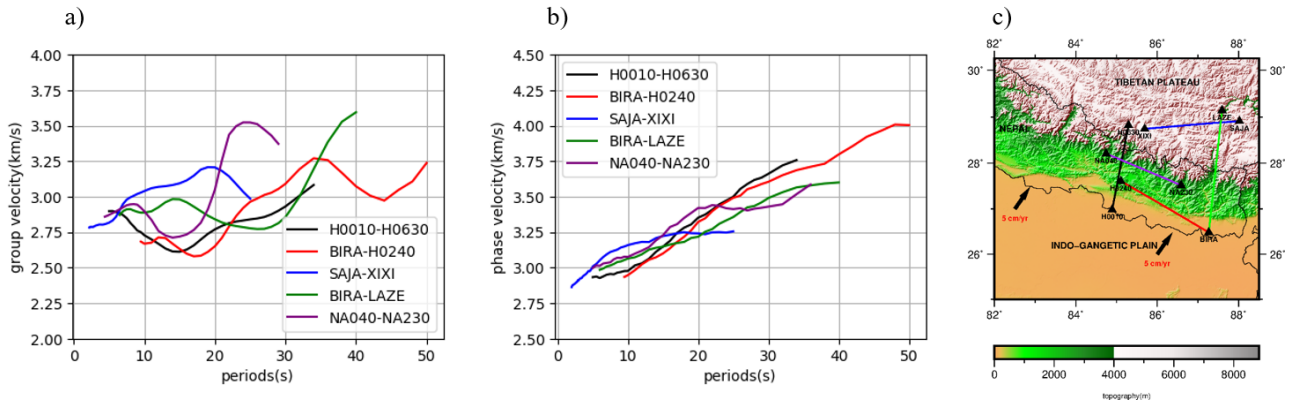 a)
4.00
3.75
3.50
3.25
3.00
2.75
2.50
2.25
2.00
group velocity(km/s)
0 10 20 30 40 50
periods(s)
H0010-H0630
BIRA-H0240
SAJA-XIXI
BIRA-LAZE
NA040-NA230
b)
4.50
4.25
4.00
3.75
3.50
3.25
3.00
2.75
2.50
phase velocity(km/s)
0 10 20 30 40 50
periods(s)
H0010-H0630
BIRA-H0240
SAJA-XIXI
BIRA-LAZE
NA040-NA230
c)
82˚ 84˚ 86˚ 88˚
30˚ 30˚
28˚ 28˚
26˚ 26˚
82˚ 84˚ 86˚ 88˚
TIBETAN PLATEAU
NEPAL
LAZE
SAJA
H0630
XIXI
NA040
H0240
NA230
H0010
BIRA
5 cm/yr
INDO-GANGETIC PLAIN
5 cm/yr
0 2000 4000 6000 8000
topography(m)